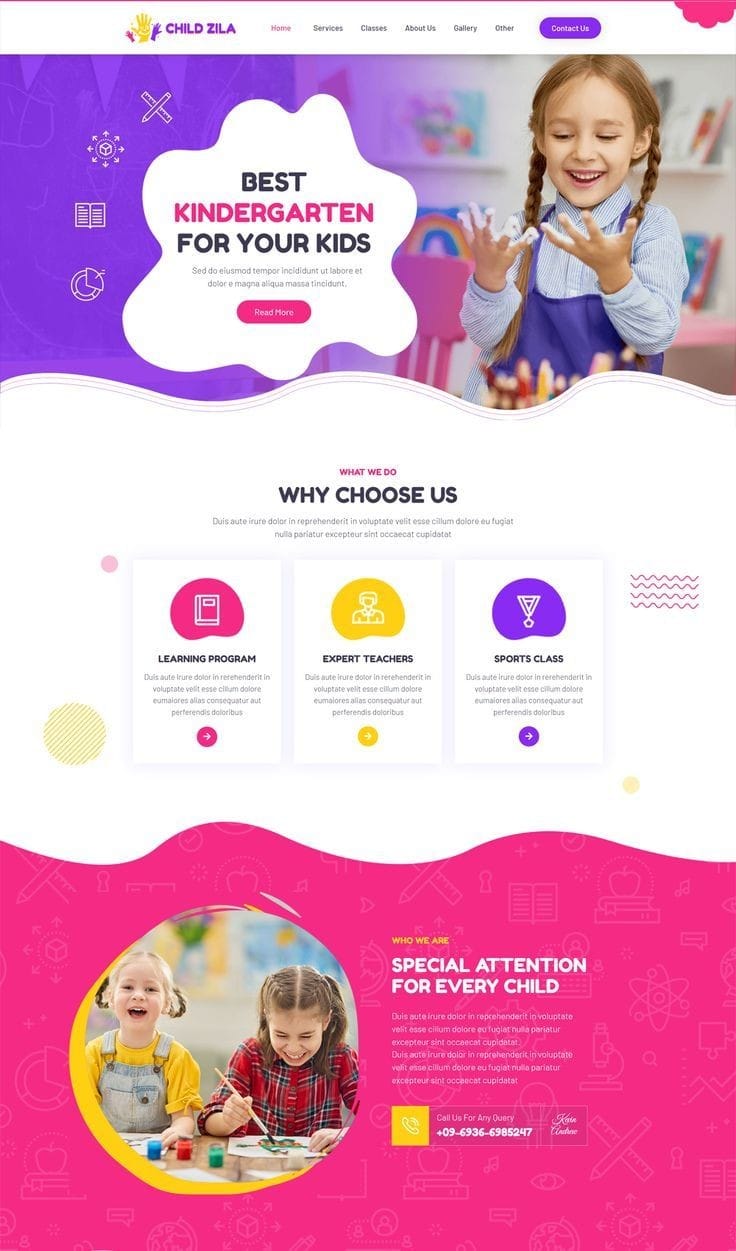 CHILD ZILA
Home Services Classes About Us Gallery Other Contact Us
BEST
KINDERGARTEN
FOR YOUR KIDS
Sed do eiusmod tempor incididunt ut labore et
dolor e magna aliqua massa tincidunt.
Read More
WHAT WE DO
WHY CHOOSE US
Duis aute irure dolor in reprehenderit in voluptate velit esse cillum dolore eu fugiat
nulla pariatur excepteur sint occaecat cupidatat
LEARNING PROGRAM
Duis aute irure dolor in reprehenderit in
voluptate velit esse cillum dolore
eumaiores alias consequatur aut
perferendis doloribus
EXPERT TEACHERS
Duis aute irure dolor in reprehenderit in
voluptate velit esse cillum dolore
eumaiores alias consequatur aut
perferendis doloribus
SPORTS CLASS
Duis aute irure dolor in reprehenderit in
voluptate velit esse cillum dolore
eumaiores alias consequatur aut
perferendis doloribus
WHO WE ARE
SPECIAL ATTENTION
FOR EVERY CHILD
Duis aute irure dolor in reprehenderit in voluptate
velit esse cillum dolore eu fugiat nulla pariatur
excepteur sint occaecat cupidatat
Duis aute irure dolor in reprehenderit in voluptate
velit esse cillum dolore eu fugiat nulla pariatur
excepteur sint occaecat cupidatat
Call Us For Any Query
+09-6936-6985247
Kevin
Andrew